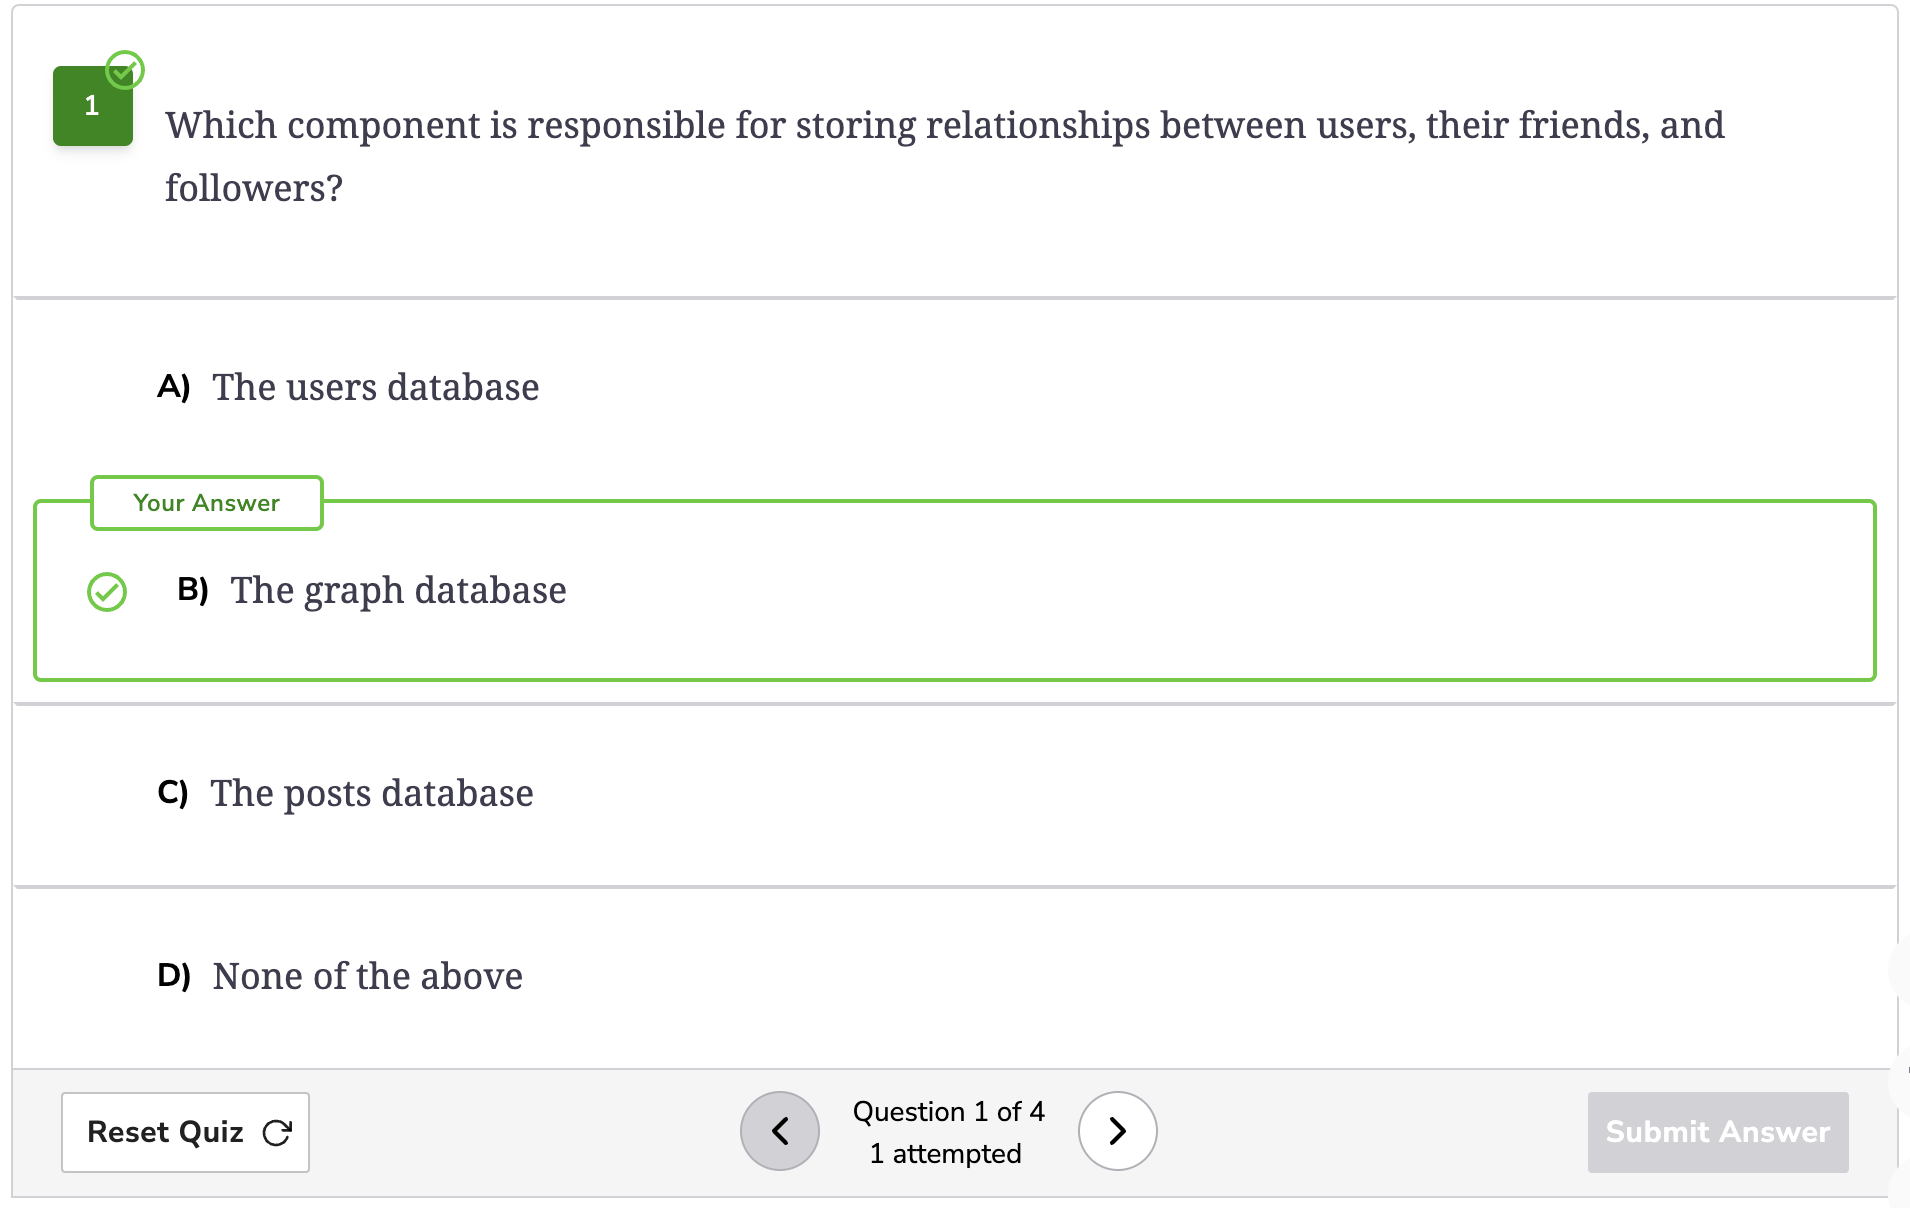 1
Which component is responsible for storing relationships between users, their friends, and
followers?
A) The users database
Your Answer
B) The graph database
C) The posts database
D) None of the above
Reset Quiz
Question 1 of 4
1 attempted
Submit Answer